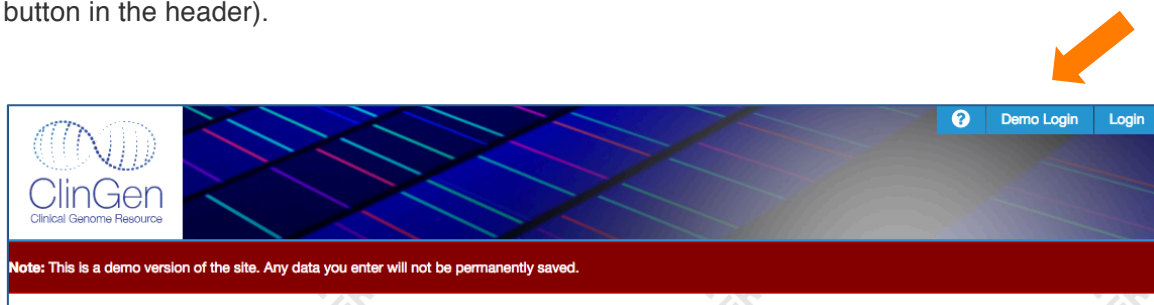 button in the header).
Demo Login
Login
ClinGen
Clinical Genome Resource
Note: This is a demo version of the site. Any data you enter will not be permanently saved.